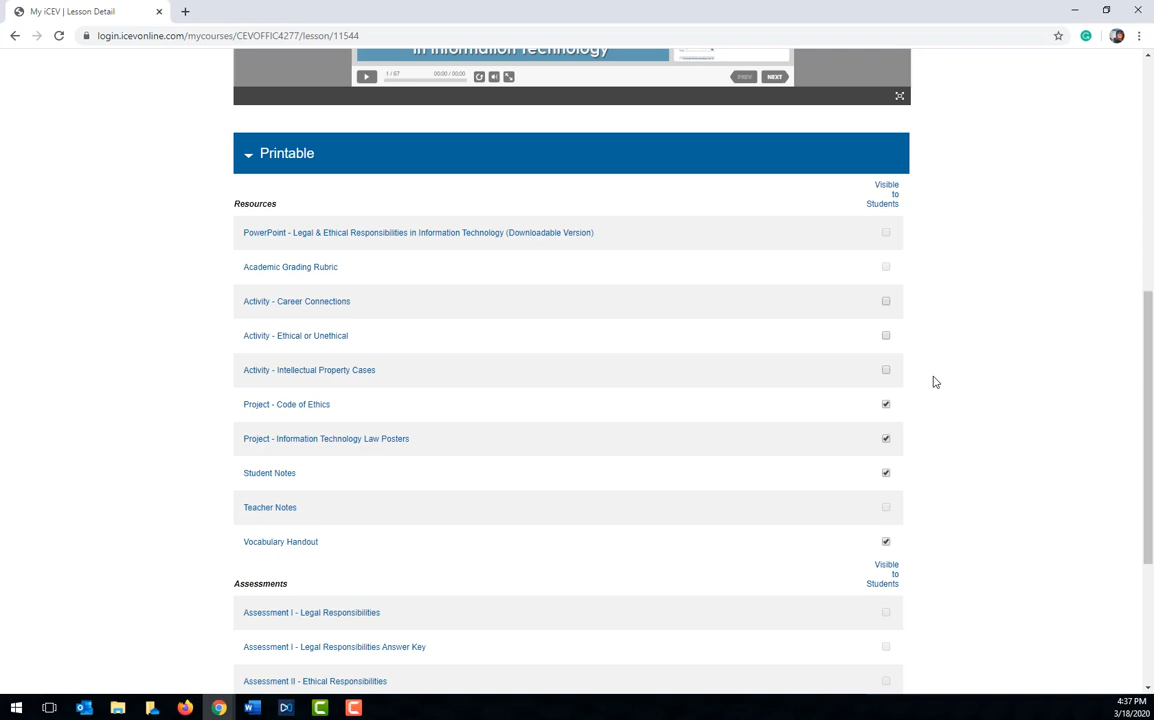 My iCEV | Lesson Detail
login.icevonline.com/mycourses/CEVOFFIC4277/lesson/11544
in Information Technology
1 / 67
00:00 / 00:00
PREV
NEXT
Printable
Visible
to
Students
Resources
PowerPoint - Legal & Ethical Responsibilities in Information Technology (Downloadable Version)
Academic Grading Rubric
Activity - Career Connections
Activity - Ethical or Unethical
Activity - Intellectual Property Cases
Project - Code of Ethics
Project - Information Technology Law Posters
Student Notes
Teacher Notes
Vocabulary Handout
Visible
to
Students
Assessments
Assessment I - Legal Responsibilities
Assessment I - Legal Responsibilities Answer Key
Assessment II - Ethical Responsibilities
4:37 PM
3/18/2020